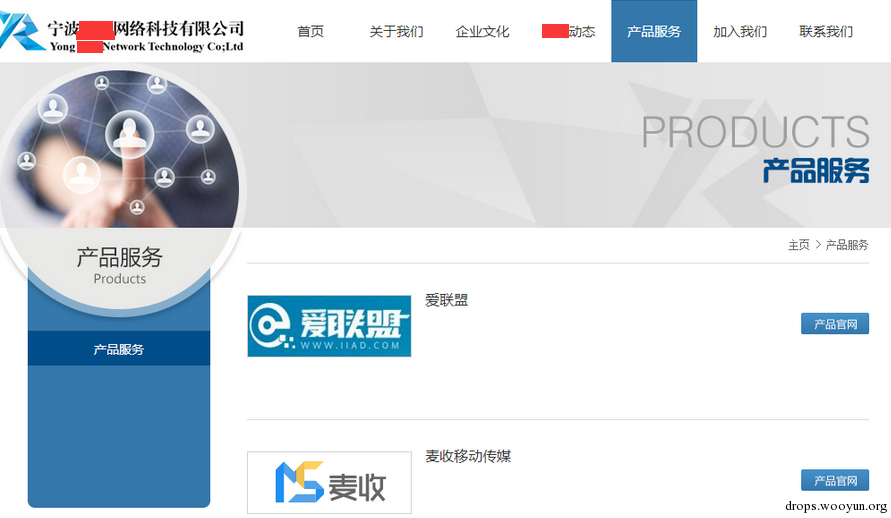 宁波 网络科技有限公司
Yong Network Technology Co;Ltd
首页 关于我们 企业文化 动态 产品服务 加入我们 联系我们
PRODUCTS
产品服务
主页 > 产品服务
产品服务
Products
产品服务
爱联盟
WWW.IIAD.COM
爱联盟
产品官网
麦收
麦收移动传媒
产品官网
drops.wooyun.org